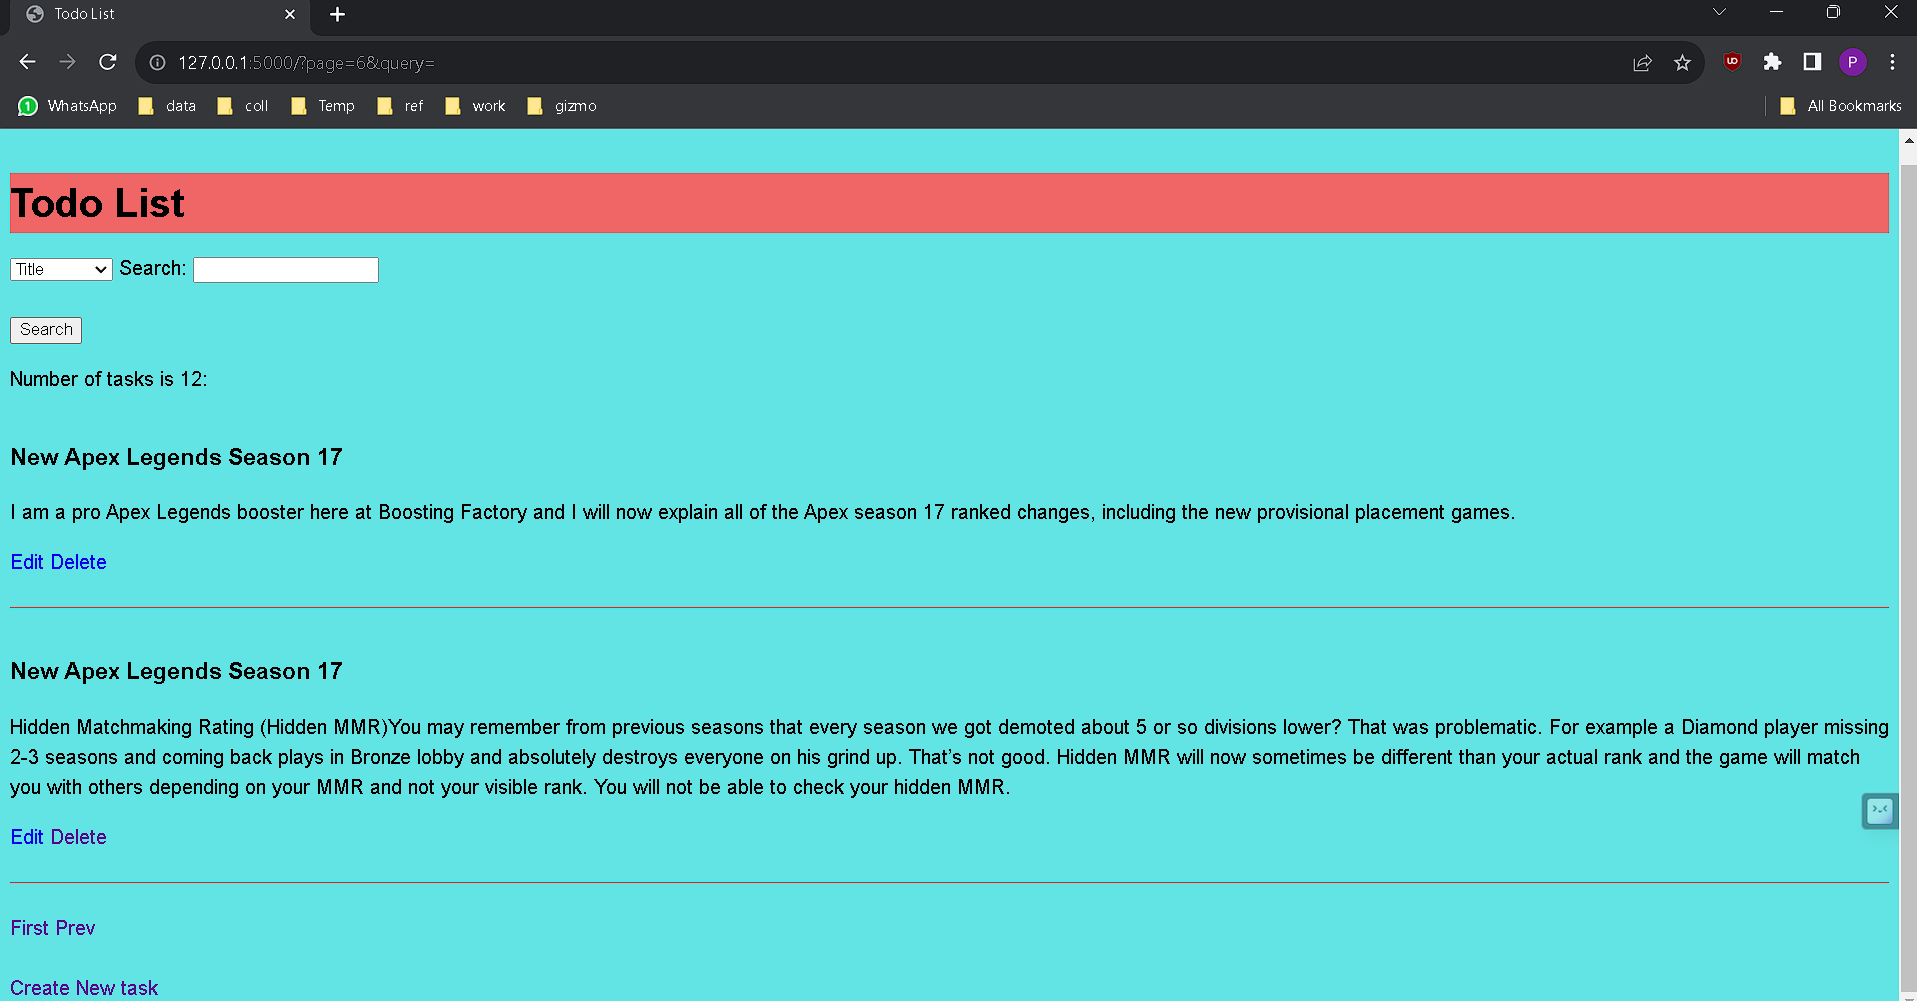 Todo List
127.0.0.1:5000/?page=6&query=
P
1 WhatsApp data coll Temp ref work gizmo All Bookmarks
Todo List
Title Search:
Search
Number of tasks is 12:
New Apex Legends Season 17
I am a pro Apex Legends booster here at Boosting Factory and I will now explain all of the Apex season 17 ranked changes, including the new provisional placement games.
Edit Delete
New Apex Legends Season 17
Hidden Matchmaking Rating (Hidden MMR)You may remember from previous seasons that every season we got demoted about 5 or so divisions lower? That was problematic. For example a Diamond player missing
2-3 seasons and coming back plays in Bronze lobby and absolutely destroys everyone on his grind up. That’s not good. Hidden MMR will now sometimes be different than your actual rank and the game will match
you with others depending on your MMR and not your visible rank. You will not be able to check your hidden MMR.
Edit Delete
First Prev
Create New task